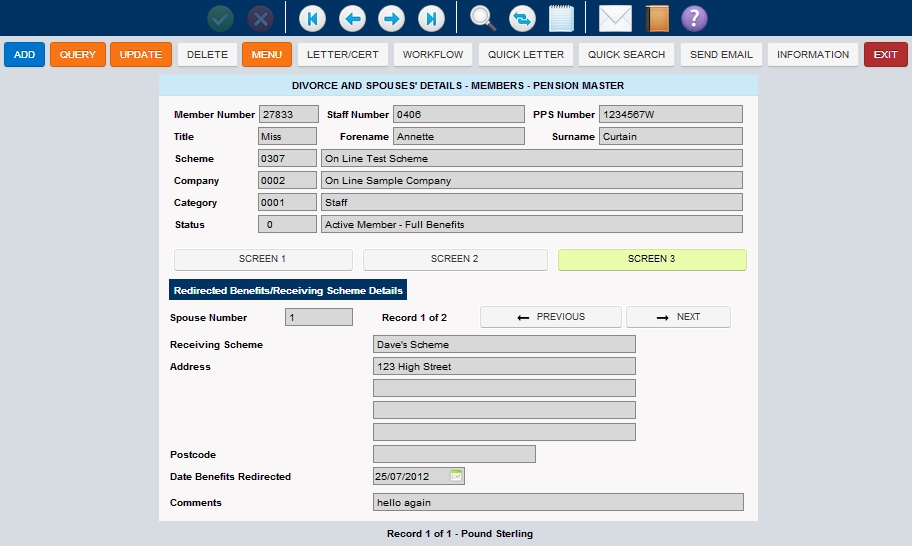 ADD QUERY UPDATE DELETE MENU LETTER/CERT WORKFLOW QUICK LETTER QUICK SEARCH SEND EMAIL INFORMATION EXIT
DIVORCE AND SPOUSES' DETAILS - MEMBERS - PENSION MASTER
Member Number 27833 Staff Number 0406 PPS Number 1234567W
Title Miss Forename Annette Surname Curtain
Scheme 0307 On Line Test Scheme
Company 0002 On Line Sample Company
Category 0001 Staff
Status 0 Active Member - Full Benefits
SCREEN 1 SCREEN 2 SCREEN 3
Redirected Benefits/Receiving Scheme Details
Spouse Number 1 Record 1 of 2 ← PREVIOUS → NEXT
Receiving Scheme Dave's Scheme
Address 123 High Street
Postcode
Date Benefits Redirected 25/07/2012
Comments hello again
Record 1 of 1 - Pound Sterling